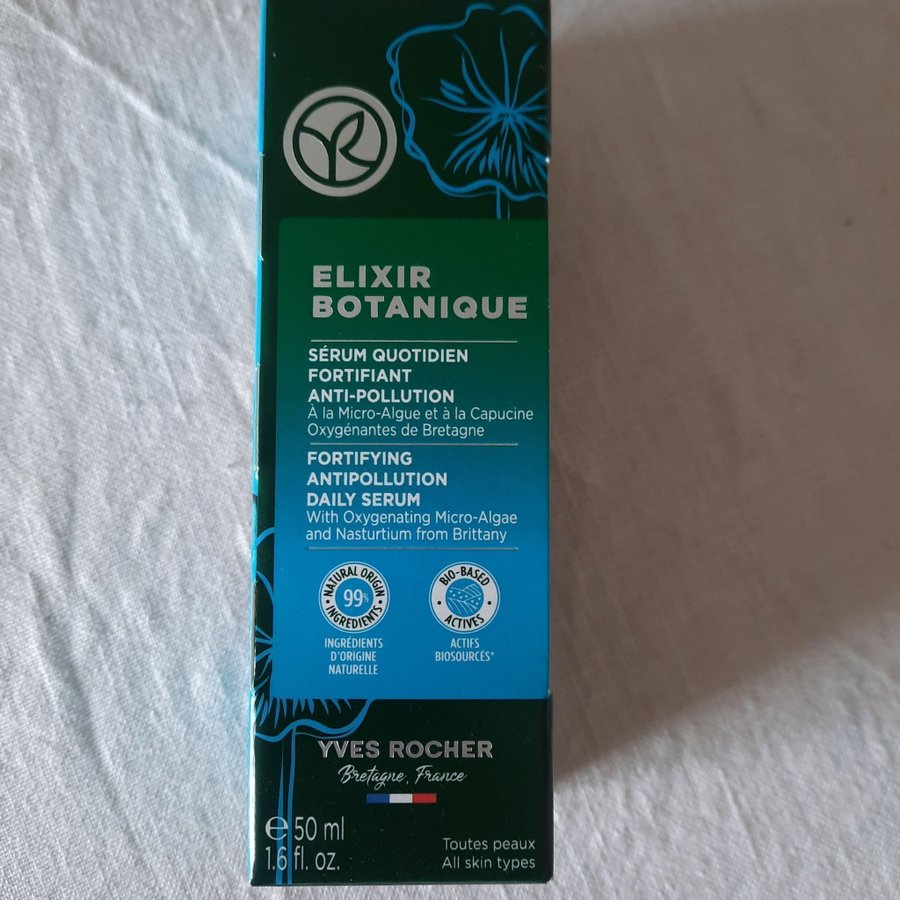 ELIXIR
BOTANIQUE
SÉRUM QUOTIDIEN
FORTIFIANT
ANTI-POLLUTION
À la Micro-Algue et à la Capucine
Oxygénantes de Bretagne
FORTIFYING
ANTIPOLLUTION
DAILY SERUM
With Oxygenating Micro-Algae
and Nasturtium from Brittany
NATURAL ORIGIN
99%
INGREDIENTS
INGRÉDIENTS
D'ORIGINE
NATURELLE
BIO-BASED
ACTIVES
ACTIFS
BIOSOURCÉS*
YVES ROCHER
Bretagne, France
℮ 50 ml
1.6 fl. oz.
Toutes peaux
All skin types